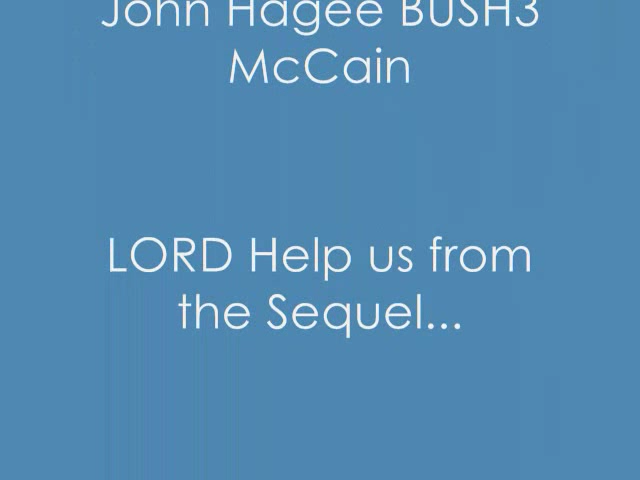 John Hagee BUSH3
McCain
LORD Help us from
the Sequel...